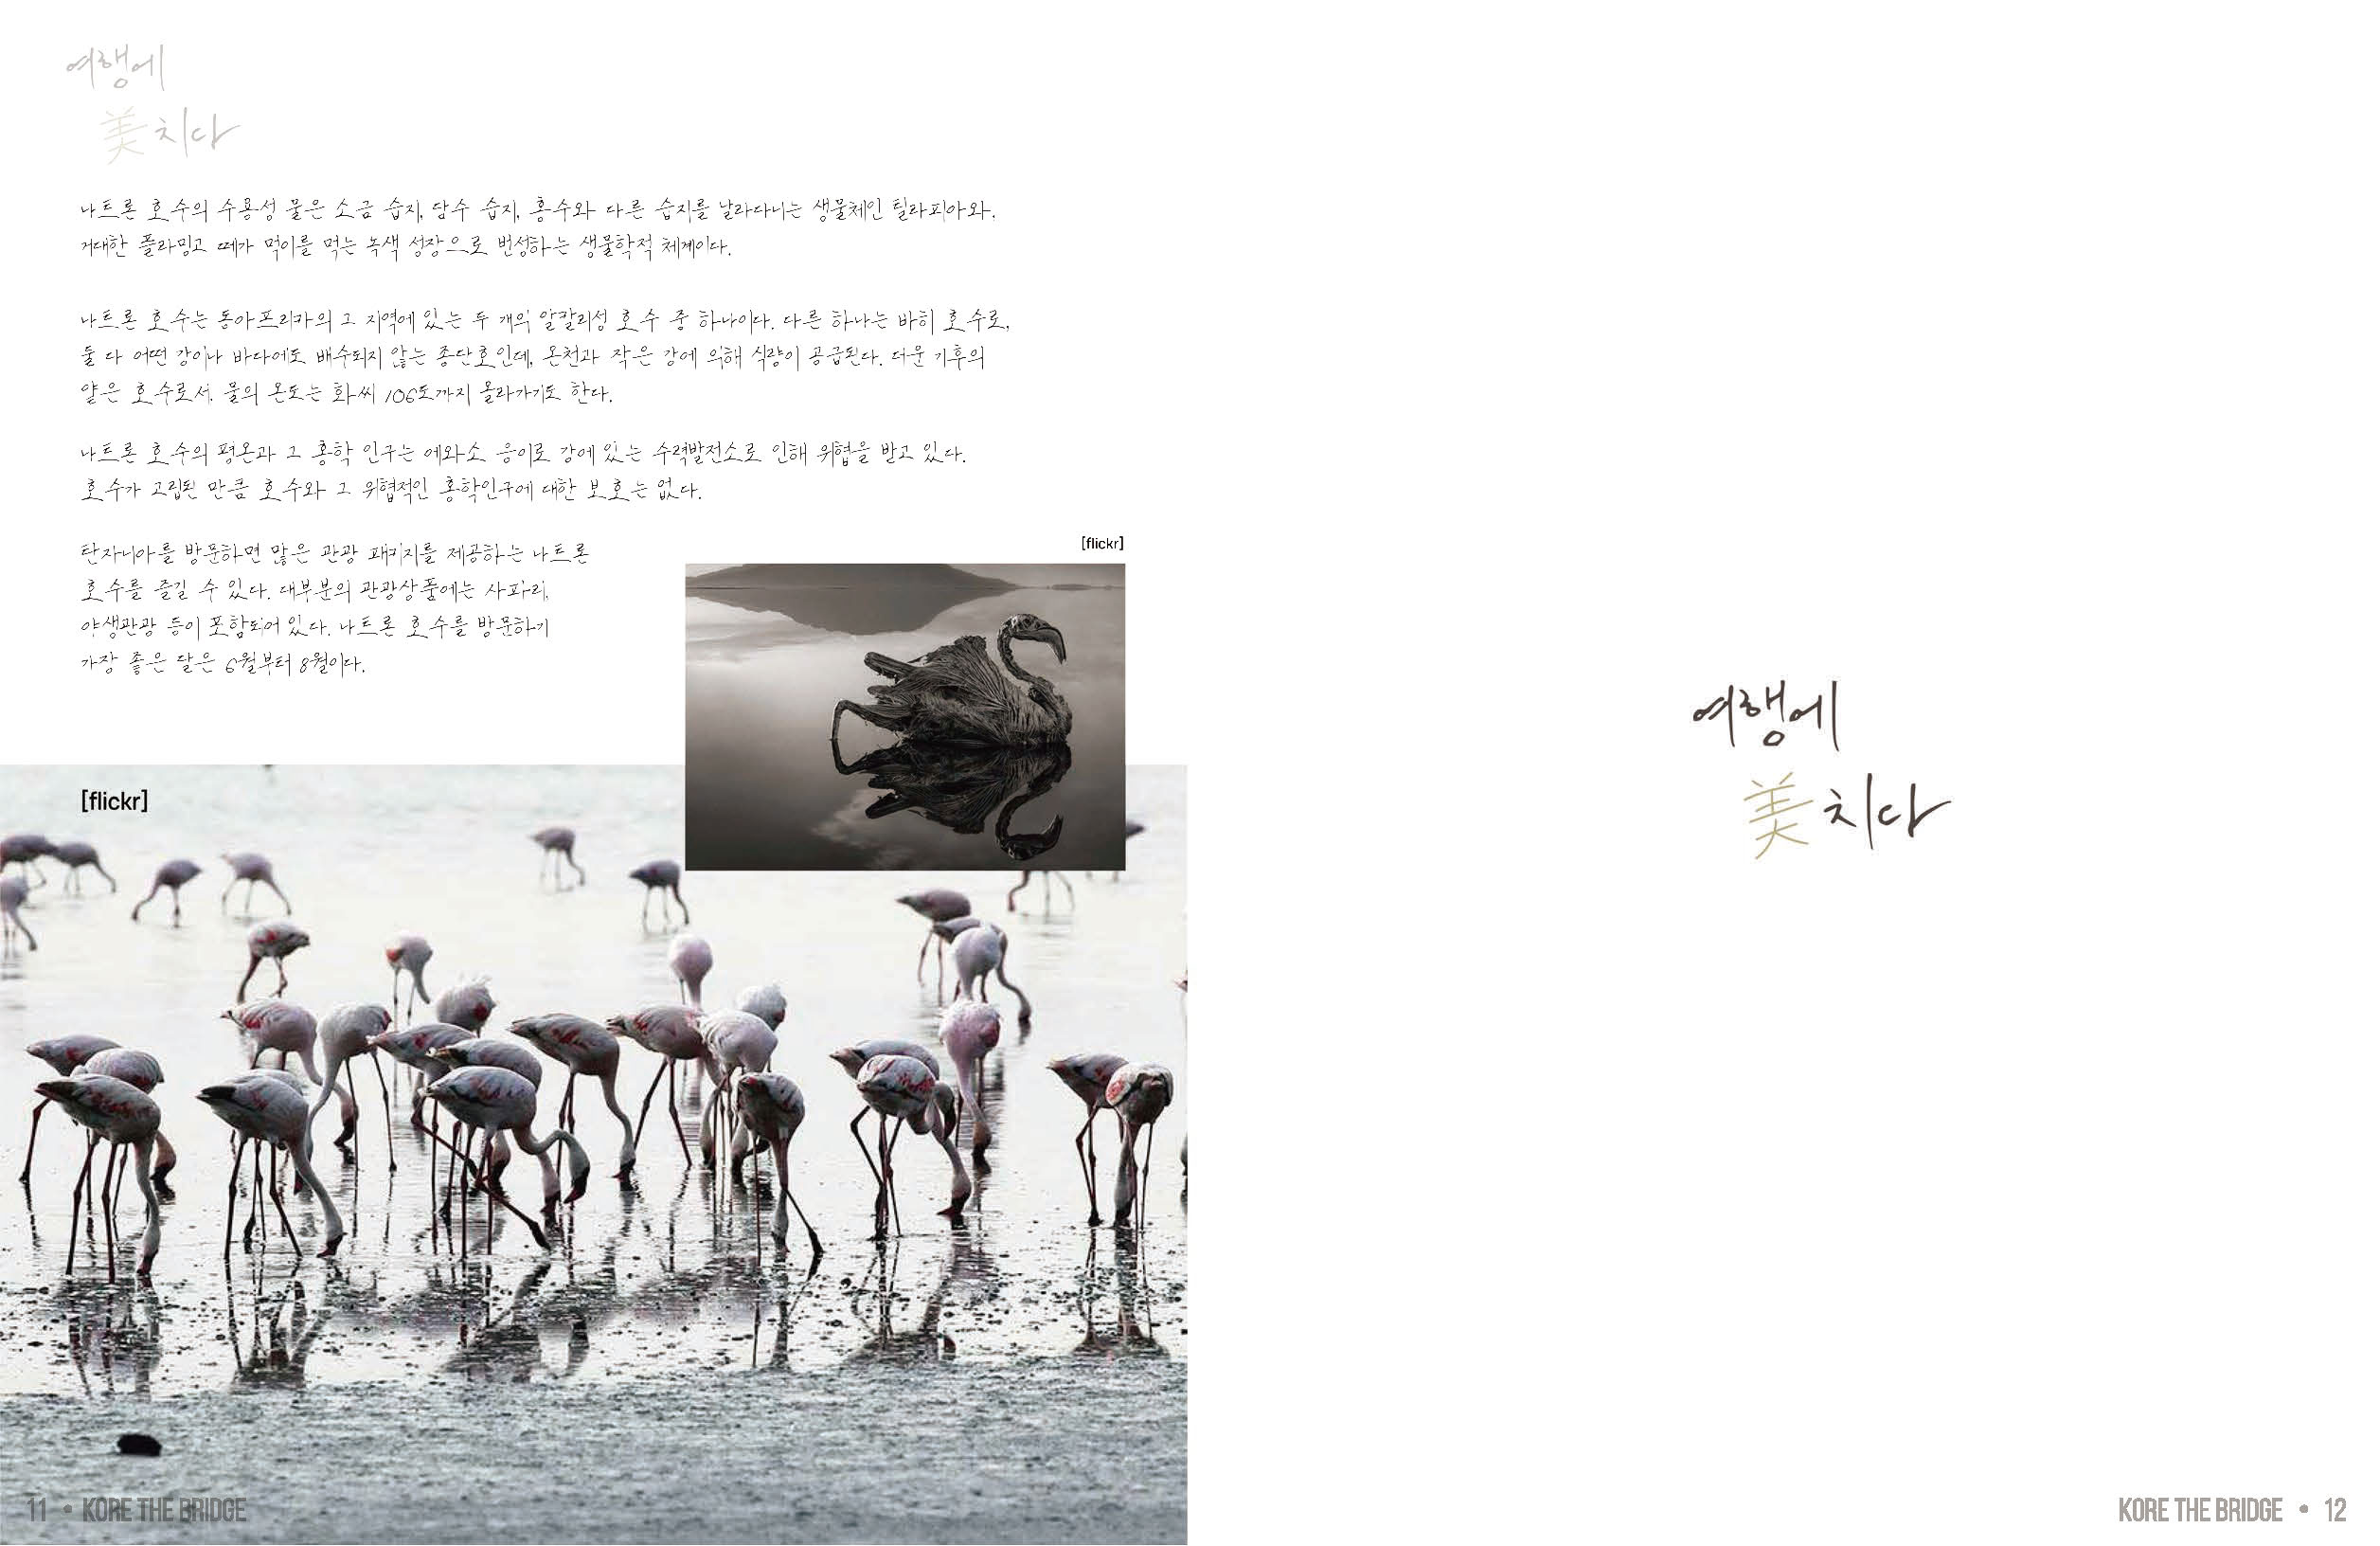 여행에
美치다
나트론 호수의 수용성 물은 소금 습지, 담수 습지, 홍수와 다른 습지를 날라다니는 생물체인 틸라피아와,
거대한 플라밍고 떼가 먹이를 먹는 녹색 성장으로 번성하는 생물학적 체계이다.
나트론 호수는 동아프리카의 그 지역에 있는 두 개의 알칼리성 호수 중 하나이다. 다른 하나는 바히 호수로,
둘 다 어떤 강이나 바다에도 배수되지 않는 종단호인데, 온천과 작은 강에 의해 식량이 공급된다. 더운 기후의
얕은 호수로서, 물의 온도는 화씨 106도까지 올라가기도 한다.
나트론 호수의 평온과 그 홍학 인구는 에와소 응이로 강에 있는 수력발전소로 인해 위협을 받고 있다.
호수가 고립된 만큼 호수와 그 위협적인 홍학인구에 대한 보호는 없다.
탄자니아를 방문하면 많은 관광 패키지를 제공하는 나트론
호수를 즐길 수 있다. 대부분의 관광상품에는 사파리,
야생관광 등이 포함되어 있다. 나트론 호수를 방문하기
가장 좋은 달은 6월부터 8월이다.
[flickr]
[flickr]
11 • KORE THE BRIDGE
여행에
美치다
KORE THE BRIDGE • 12